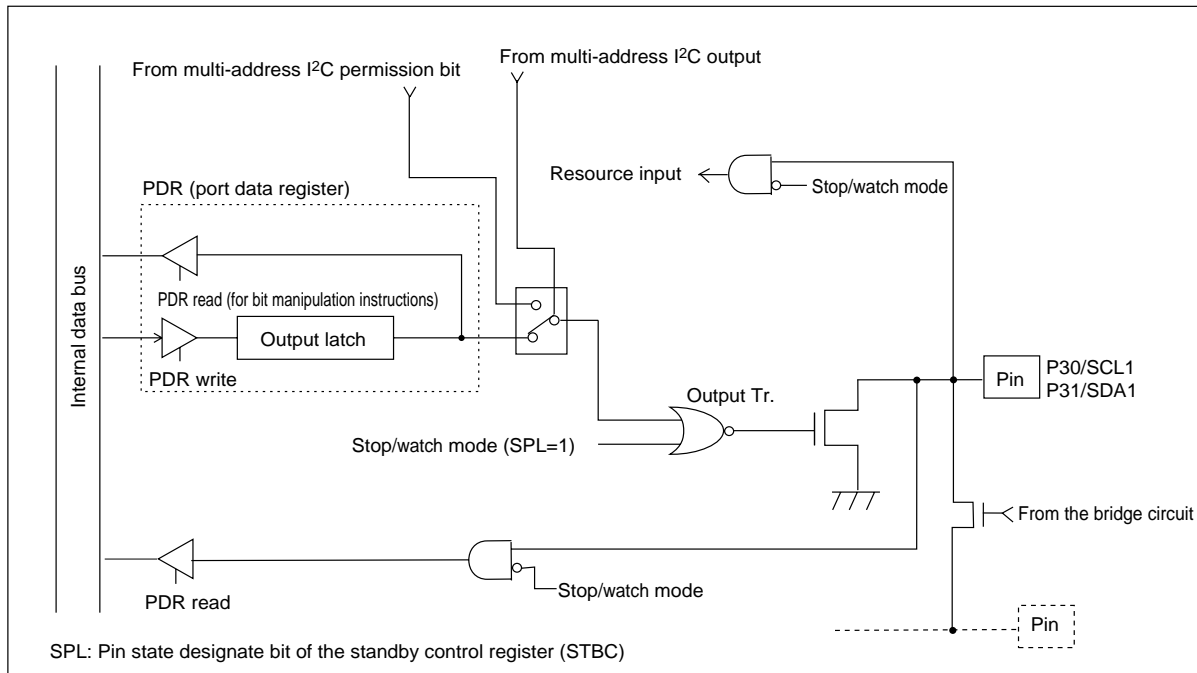 From multi-address I²C permission bit
From multi-address I²C output
Resource input
Stop/watch mode
PDR (port data register)
Internal data bus
PDR read (for bit manipulation instructions)
Output latch
PDR write
Pin
P30/SCL1
P31/SDA1
Output Tr.
Stop/watch mode (SPL=1)
From the bridge circuit
PDR read
Stop/watch mode
Pin
SPL: Pin state designate bit of the standby control register (STBC)